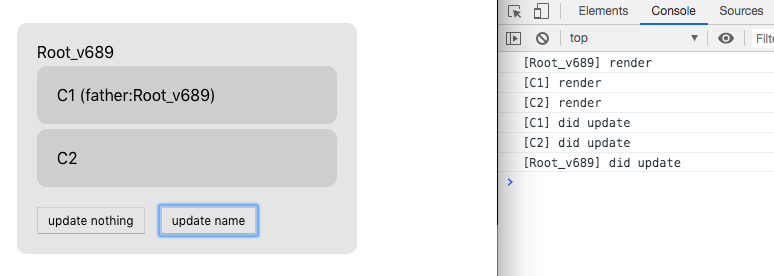 Root_v689
C1 (father:Root_v689)
C2
update nothing
update name
Elements
Console
Sources
top
Filte
[Root_v689] render
[C1] render
[C2] render
[C1] did update
[C2] did update
[Root_v689] did update